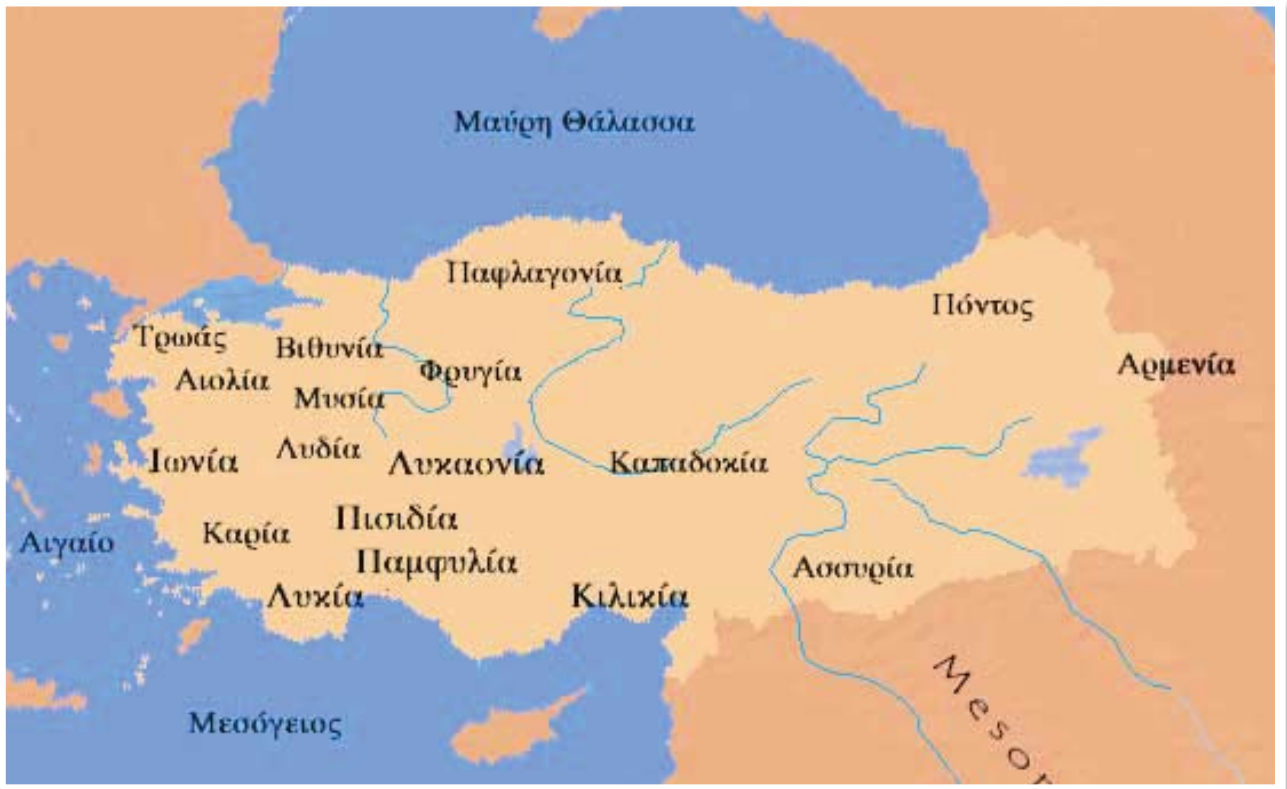 Μαύρη Θάλασσα
Παφλαγονία
Πόντος
Τρωάς
Βιθυνία
Αρμενία
Φρυγία
Αιολία
Μυσία
Ιωνία
Λυδία
Λυκαονία
Καπαδοκία
Πισιδία
Καρία
Αιγαίο
Παμφυλία
Ασσυρία
Λυκία
Κιλικία
Μεσόγειος
Mesop